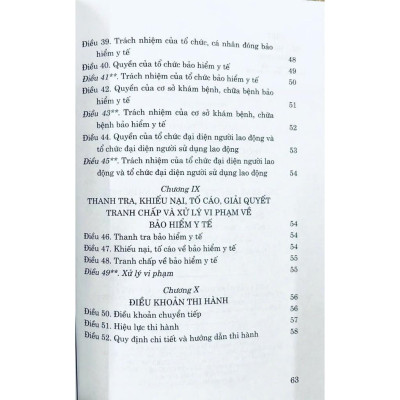 Điều 39. Trách nhiệm của tổ chức, cá nhân đóng bảo
hiểm y tế 48
Điều 40. Quyền của tổ chức bảo hiểm y tế 49
Điều 41**. Trách nhiệm của tổ chức bảo hiểm y tế 50
Điều 42. Quyền của cơ sở khám bệnh, chữa bệnh bảo
hiểm y tế 51
Điều 43**. Trách nhiệm của cơ sở khám bệnh, chữa
bệnh bảo hiểm y tế 52
Điều 44. Quyền của tổ chức đại diện người lao động và
tổ chức đại diện người sử dụng lao động 53
Điều 45**. Trách nhiệm của tổ chức đại diện người lao
động và tổ chức đại diện người sử dụng lao động 54
Chương IX
THANH TRA, KHIẾU NẠI, TỐ CÁO, GIẢI QUYẾT
TRANH CHẤP VÀ XỬ LÝ VI PHẠM VỀ
BẢO HIỂM Y TẾ 54
Điều 46. Thanh tra bảo hiểm y tế 54
Điều 47. Khiếu nại, tố cáo về bảo hiểm y tế 54
Điều 48. Tranh chấp về bảo hiểm y tế 55
Điều 49**. Xử lý vi phạm 55
Chương X
ĐIỀU KHOẢN THI HÀNH 56
Điều 50. Điều khoản chuyển tiếp 56
Điều 51. Hiệu lực thi hành 57
Điều 52. Quy định chi tiết và hướng dẫn thi hành 58
63